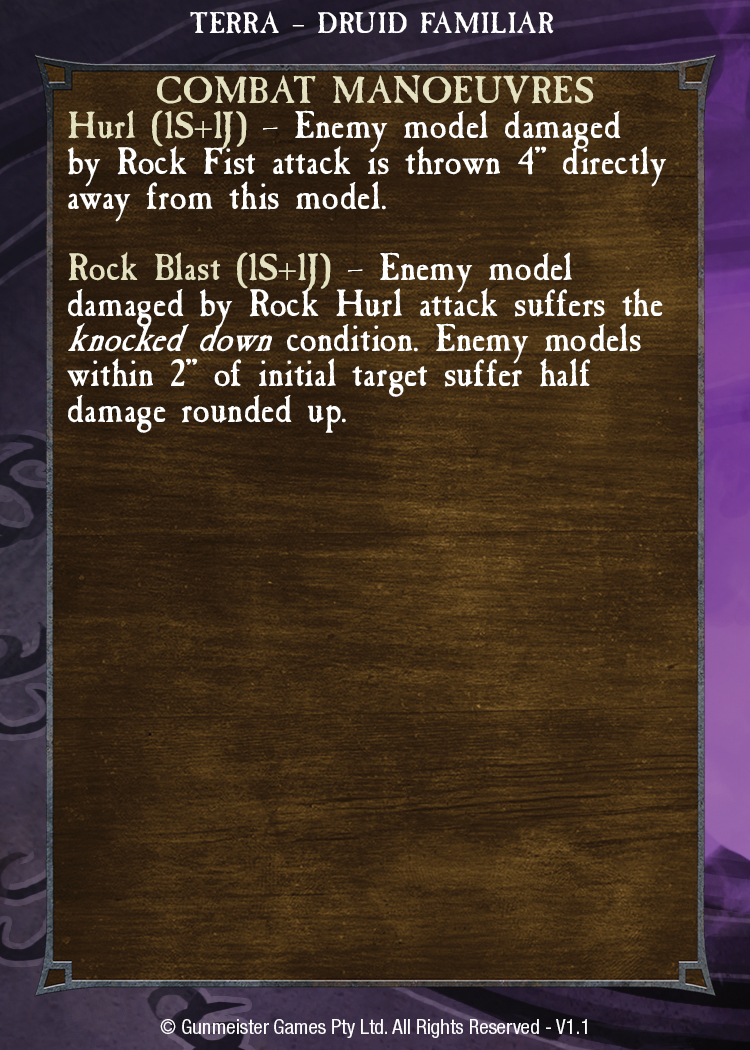 TERRA – DRUID FAMILIAR
COMBAT MANOEUVRES
Hurl (1S+1J) – Enemy model damaged
by Rock Fist attack is thrown 4” directly
away from this model.
Rock Blast (1S+1J) – Enemy model
damaged by Rock Hurl attack suffers the
knocked down condition. Enemy models
within 2” of initial target suffer half
damage rounded up.
© Gunmeister Games Pty Ltd. All Rights Reserved - V1.1